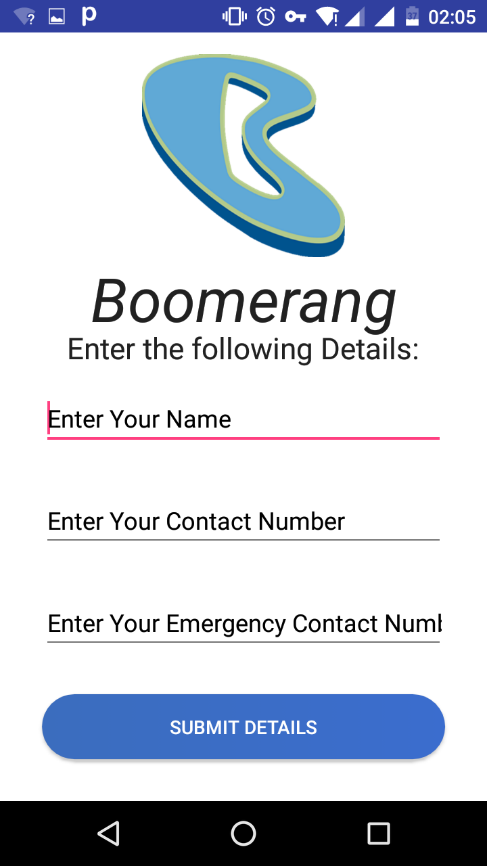 02:05
Boomerang
Enter the following Details:
Enter Your Name
Enter Your Contact Number
Enter Your Emergency Contact Numb
SUBMIT DETAILS